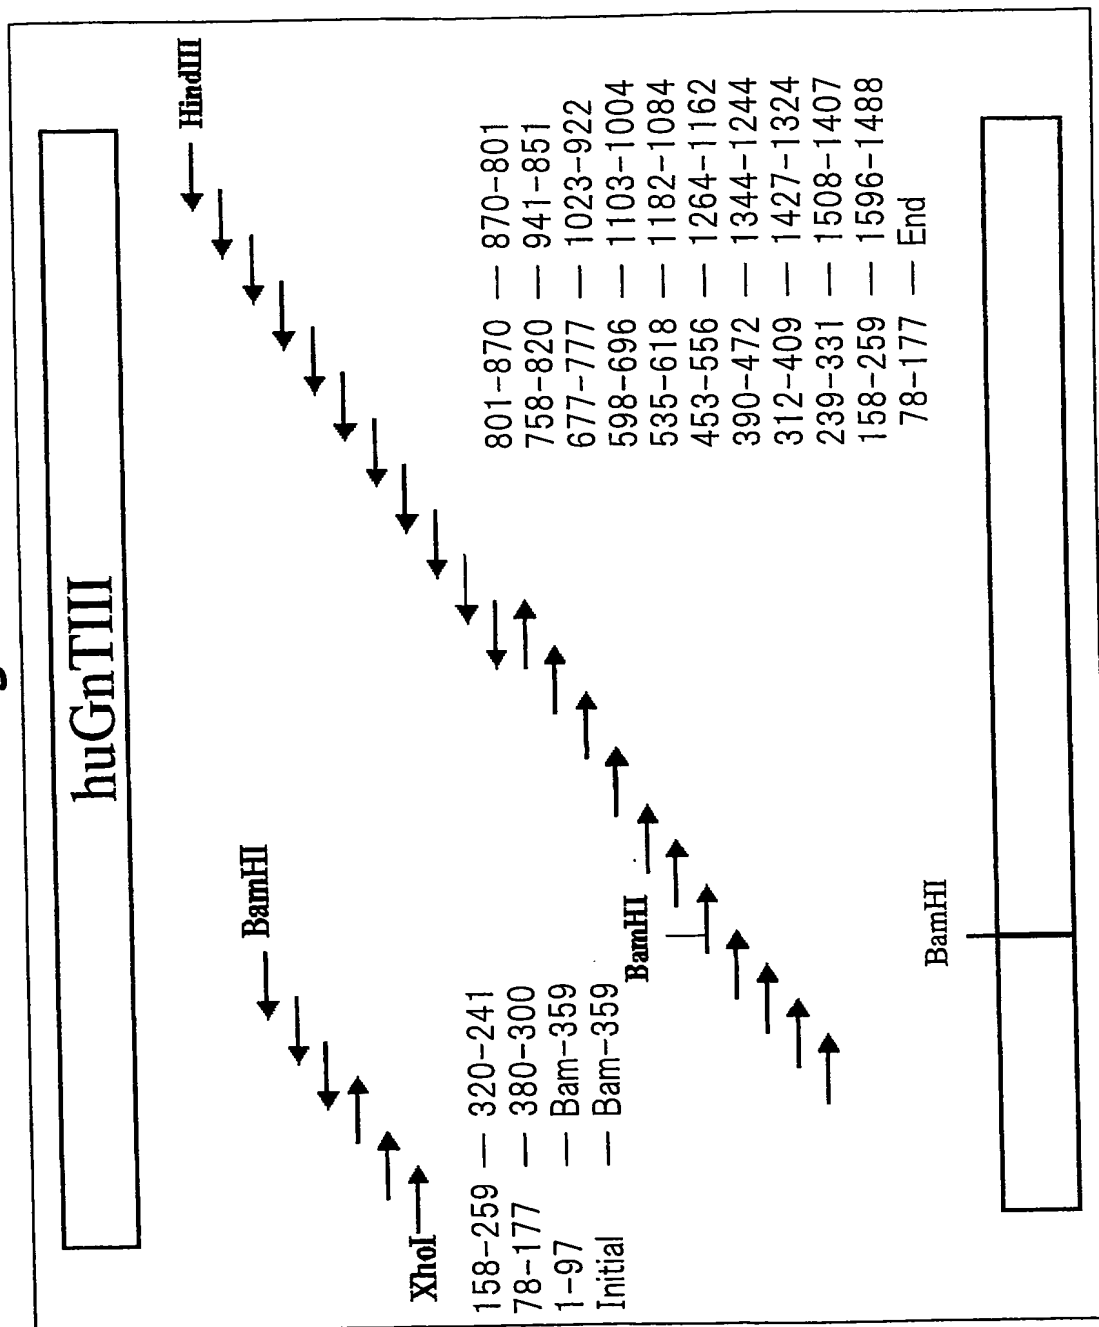 huGnTIII
BamHI
HindIII
XhoI
158-259 — 320-241
78-177 — 380-300
1-97 — Bam-359
Initial — Bam-359
BamHI
801-870 — 870-801
758-820 — 941-851
677-777 — 1023-922
598-696 — 1103-1004
535-618 — 1182-1084
453-556 — 1264-1162
390-472 — 1344-1244
312-409 — 1427-1324
239-331 — 1508-1407
158-259 — 1596-1488
78-177 — End
BamHI